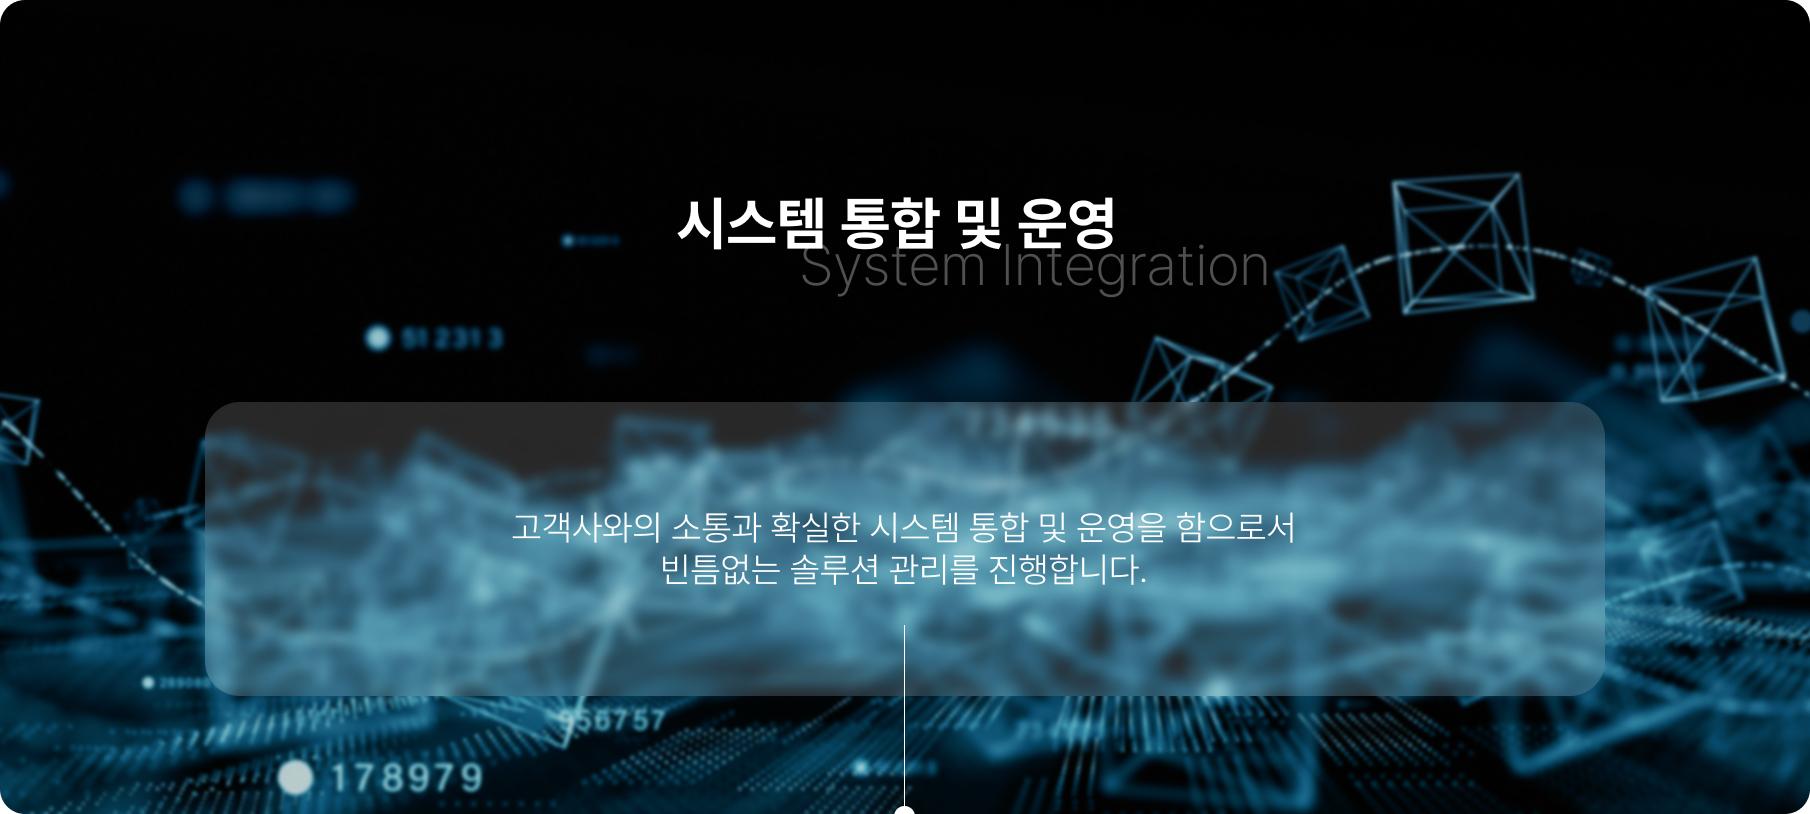 시스템 통합 및 운영
System Integration
512313
고객사와의 소통과 확실한 시스템 통합 및 운영을 함으로서
빈틈없는 솔루션 관리를 진행합니다.
956757
178979